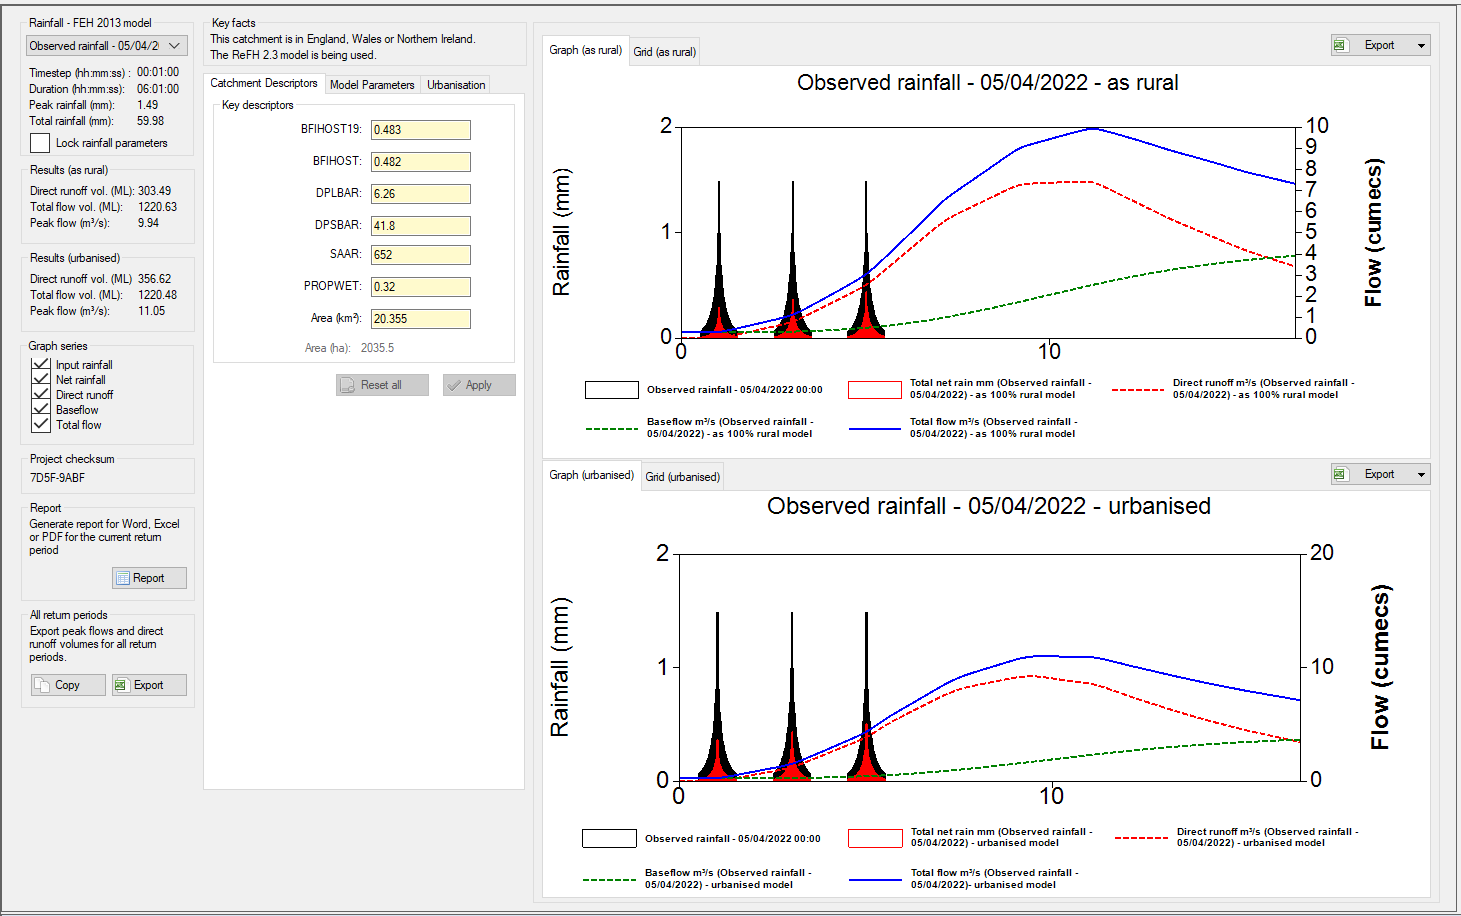 Rainfall - FEH 2013 model
Observed rainfall - 05/04/2(
Timestep (hh:mm:ss) : 00:01:00
Duration (hh:mm:ss): 06:01:00
Peak rainfall (mm): 1.49
Total rainfall (mm): 59.98
Lock rainfall parameters
Results (as rural)
Direct runoff vol. (ML): 303.49
Total flow vol. (ML): 1220.63
Peak flow (m³/s): 9.94
Results (urbanised)
Direct runoff vol. (ML) 356.62
Total flow vol. (ML): 1220.48
Peak flow (m³/s): 11.05
Graph series
Input rainfall
Net rainfall
Direct runoff
Baseflow
Total flow
Project checksum
7D5F-9ABF
Report
Generate report for Word, Excel
or PDF for the current return
period
Report
All return periods
Export peak flows and direct
runoff volumes for all return
periods.
Copy Export
Key facts
This catchment is in England, Wales or Northern Ireland.
The ReFH 2.3 model is being used.
Catchment Descriptors Model Parameters Urbanisation
Key descriptors
BFIHOST19: 0.483
BFIHOST: 0.482
DPLBAR: 6.26
DPSBAR: 41.8
SAAR: 652
PROPWET: 0.32
Area (km²): 20.355
Area (ha): 2035.5
Reset all Apply
Graph (as rural) Grid (as rural) Export
Observed rainfall - 05/04/2022 - as rural
Rainfall (mm)
2
1
0
0 10
10
9
8
7
6
5
4
3
2
1
0
Flow (cumecs)
Observed rainfall - 05/04/2022 00:00
Total net rain mm (Observed rainfall -
05/04/2022) - as 100% rural model
Direct runoff m³/s (Observed rainfall -
05/04/2022) - as 100% rural model
Baseflow m³/s (Observed rainfall -
05/04/2022) - as 100% rural model
Total flow m³/s (Observed rainfall -
05/04/2022) - as 100% rural model
Graph (urbanised) Grid (urbanised) Export
Observed rainfall - 05/04/2022 - urbanised
Rainfall (mm)
2
1
0
0 10
20
10
0
Flow (cumecs)
Observed rainfall - 05/04/2022 00:00
Total net rain mm (Observed rainfall -
05/04/2022) - urbanised model
Direct runoff m³/s (Observed rainfall -
05/04/2022) - urbanised model
Baseflow m³/s (Observed rainfall -
05/04/2022) - urbanised model
Total flow m³/s (Observed rainfall -
05/04/2022)- urbanised model